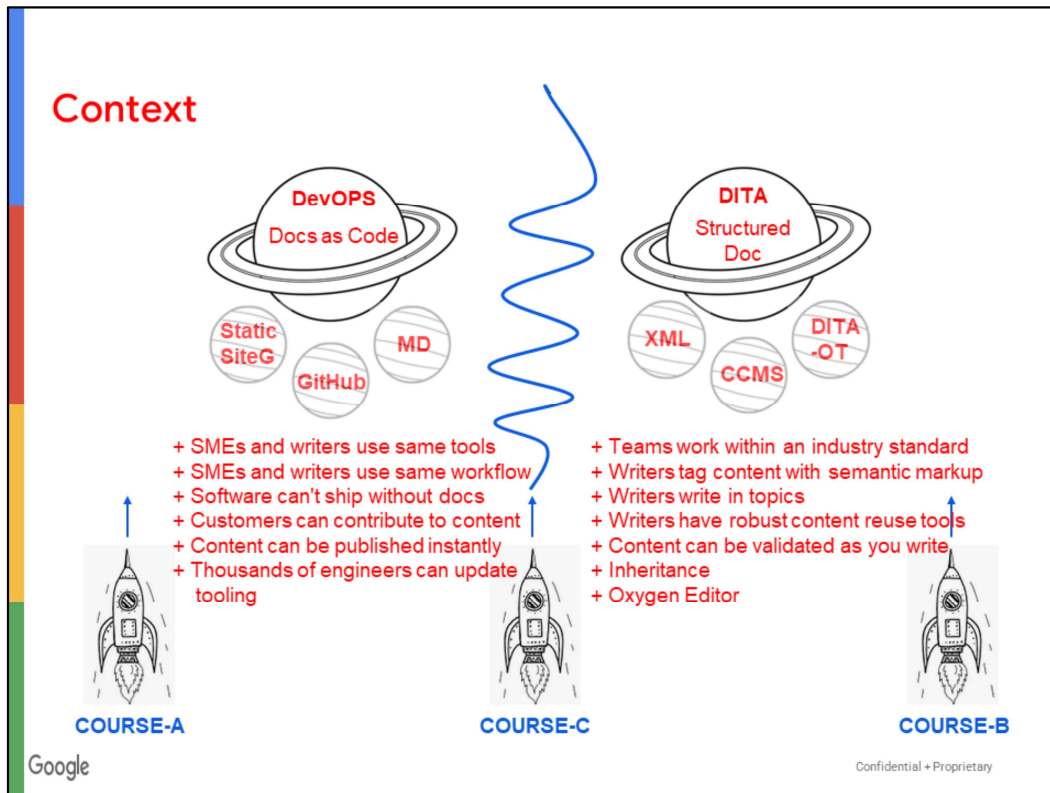 Context
DevOPS
Docs as Code
Static
SiteG
GitHub
MD
DITA
Structured
Doc
XML
CCMS
DITA
-OT
+ SMEs and writers use same tools
+ SMEs and writers use same workflow
+ Software can't ship without docs
+ Customers can contribute to content
+ Content can be published instantly
+ Thousands of engineers can update
tooling
+ Teams work within an industry standard
+ Writers tag content with semantic markup
+ Writers write in topics
+ Writers have robust content reuse tools
+ Content can be validated as you write
+ Inheritance
+ Oxygen Editor
COURSE-A
COURSE-C
COURSE-B
Google
Confidential + Proprietary